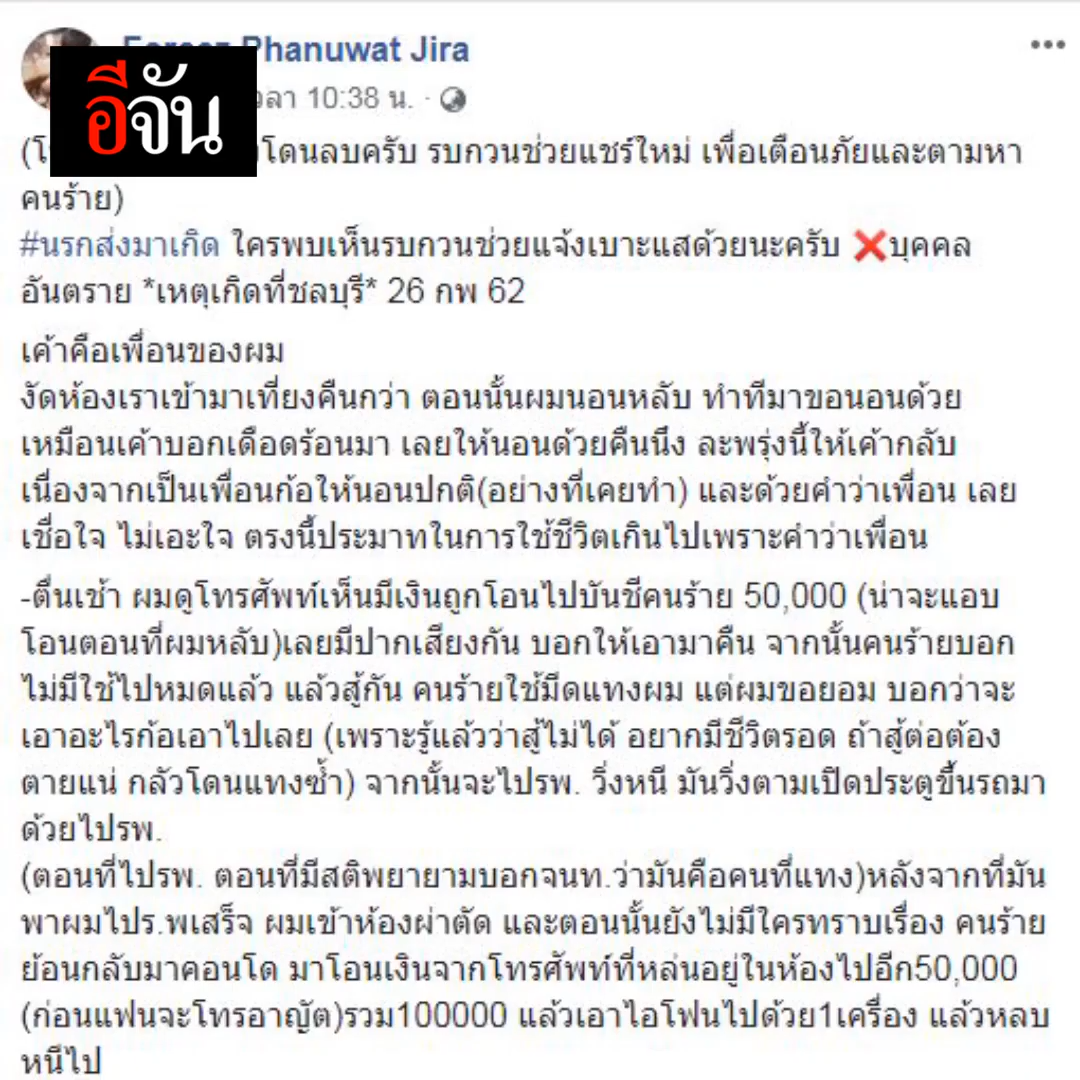 Phanuwat Jira
อีจัน
10:38 น. ·
โดนลบครับ รบกวนช่วยแชร์ใหม่ เพื่อเตือนภัยและตามหา
คนร้าย)
#นรกส่งมาเกิด ใครพบเห็นรบกวนช่วยแจ้งเบาะแสด้วยนะครับ ❌บุคคล
อันตราย *เหตุเกิดที่ชลบุรี* 26 กพ 62
เค้าคือเพื่อนของผม
งัดห้องเราเข้ามาเที่ยงคืนกว่า ตอนนั้นผมนอนหลับ ทำทีมาขอนอนด้วย
เหมือนเค้าบอกเดือดร้อนมา เลยให้นอนด้วยคืนนึง ละพรุ่งนี้ให้เค้ากลับ
เนื่องจากเป็นเพื่อนก้อให้นอนปกติ(อย่างที่เคยทำ) และด้วยคำว่าเพื่อน เลย
เชื่อใจ ไม่เอะใจ ตรงนี้ประมาทในการใช้ชีวิตเกินไปเพราะคำว่าเพื่อน
-ตื่นเช้า ผมดูโทรศัพท์เห็นมีเงินถูกโอนไปบันชีคนร้าย 50,000 (น่าจะแอบ
โอนตอนที่ผมหลับ)เลยมีปากเสียงกัน บอกให้เอามาคืน จากนั้นคนร้ายบอก
ไม่มีใช้ไปหมดแล้ว แล้วสู้กัน คนร้ายใช้มีดแทงผม แต่ผมขอยอม บอกว่าจะ
เอาอะไรก้อเอาไปเลย (เพราะรู้แล้วว่าสู้ไม่ได้ อยากมีชีวิตรอด ถ้าสู้ต่อต้อง
ตายแน่ กลัวโดนแทงซ้ำ) จากนั้นจะไปรพ. วิ่งหนี มันวิ่งตามเปิดประตูขึ้นรถมา
ด้วยไปรพ.
(ตอนที่ไปรพ. ตอนที่มีสติพยายามบอกจนท.ว่ามันคือคนที่แทง)หลังจากที่มัน
พาผมไปร.พเสร็จ ผมเข้าห้องผ่าตัด และตอนนั้นยังไม่มีใครทราบเรื่อง คนร้าย
ย้อนกลับมาคอนโด มาโอนเงินจากโทรศัพท์ที่หล่นอยู่ในห้องไปอีก50,000
(ก่อนแฟนจะโทรอาญัต)รวม100000 แล้วเอาไอโฟนไปด้วย1เครื่อง แล้วหลบ
หนีไป